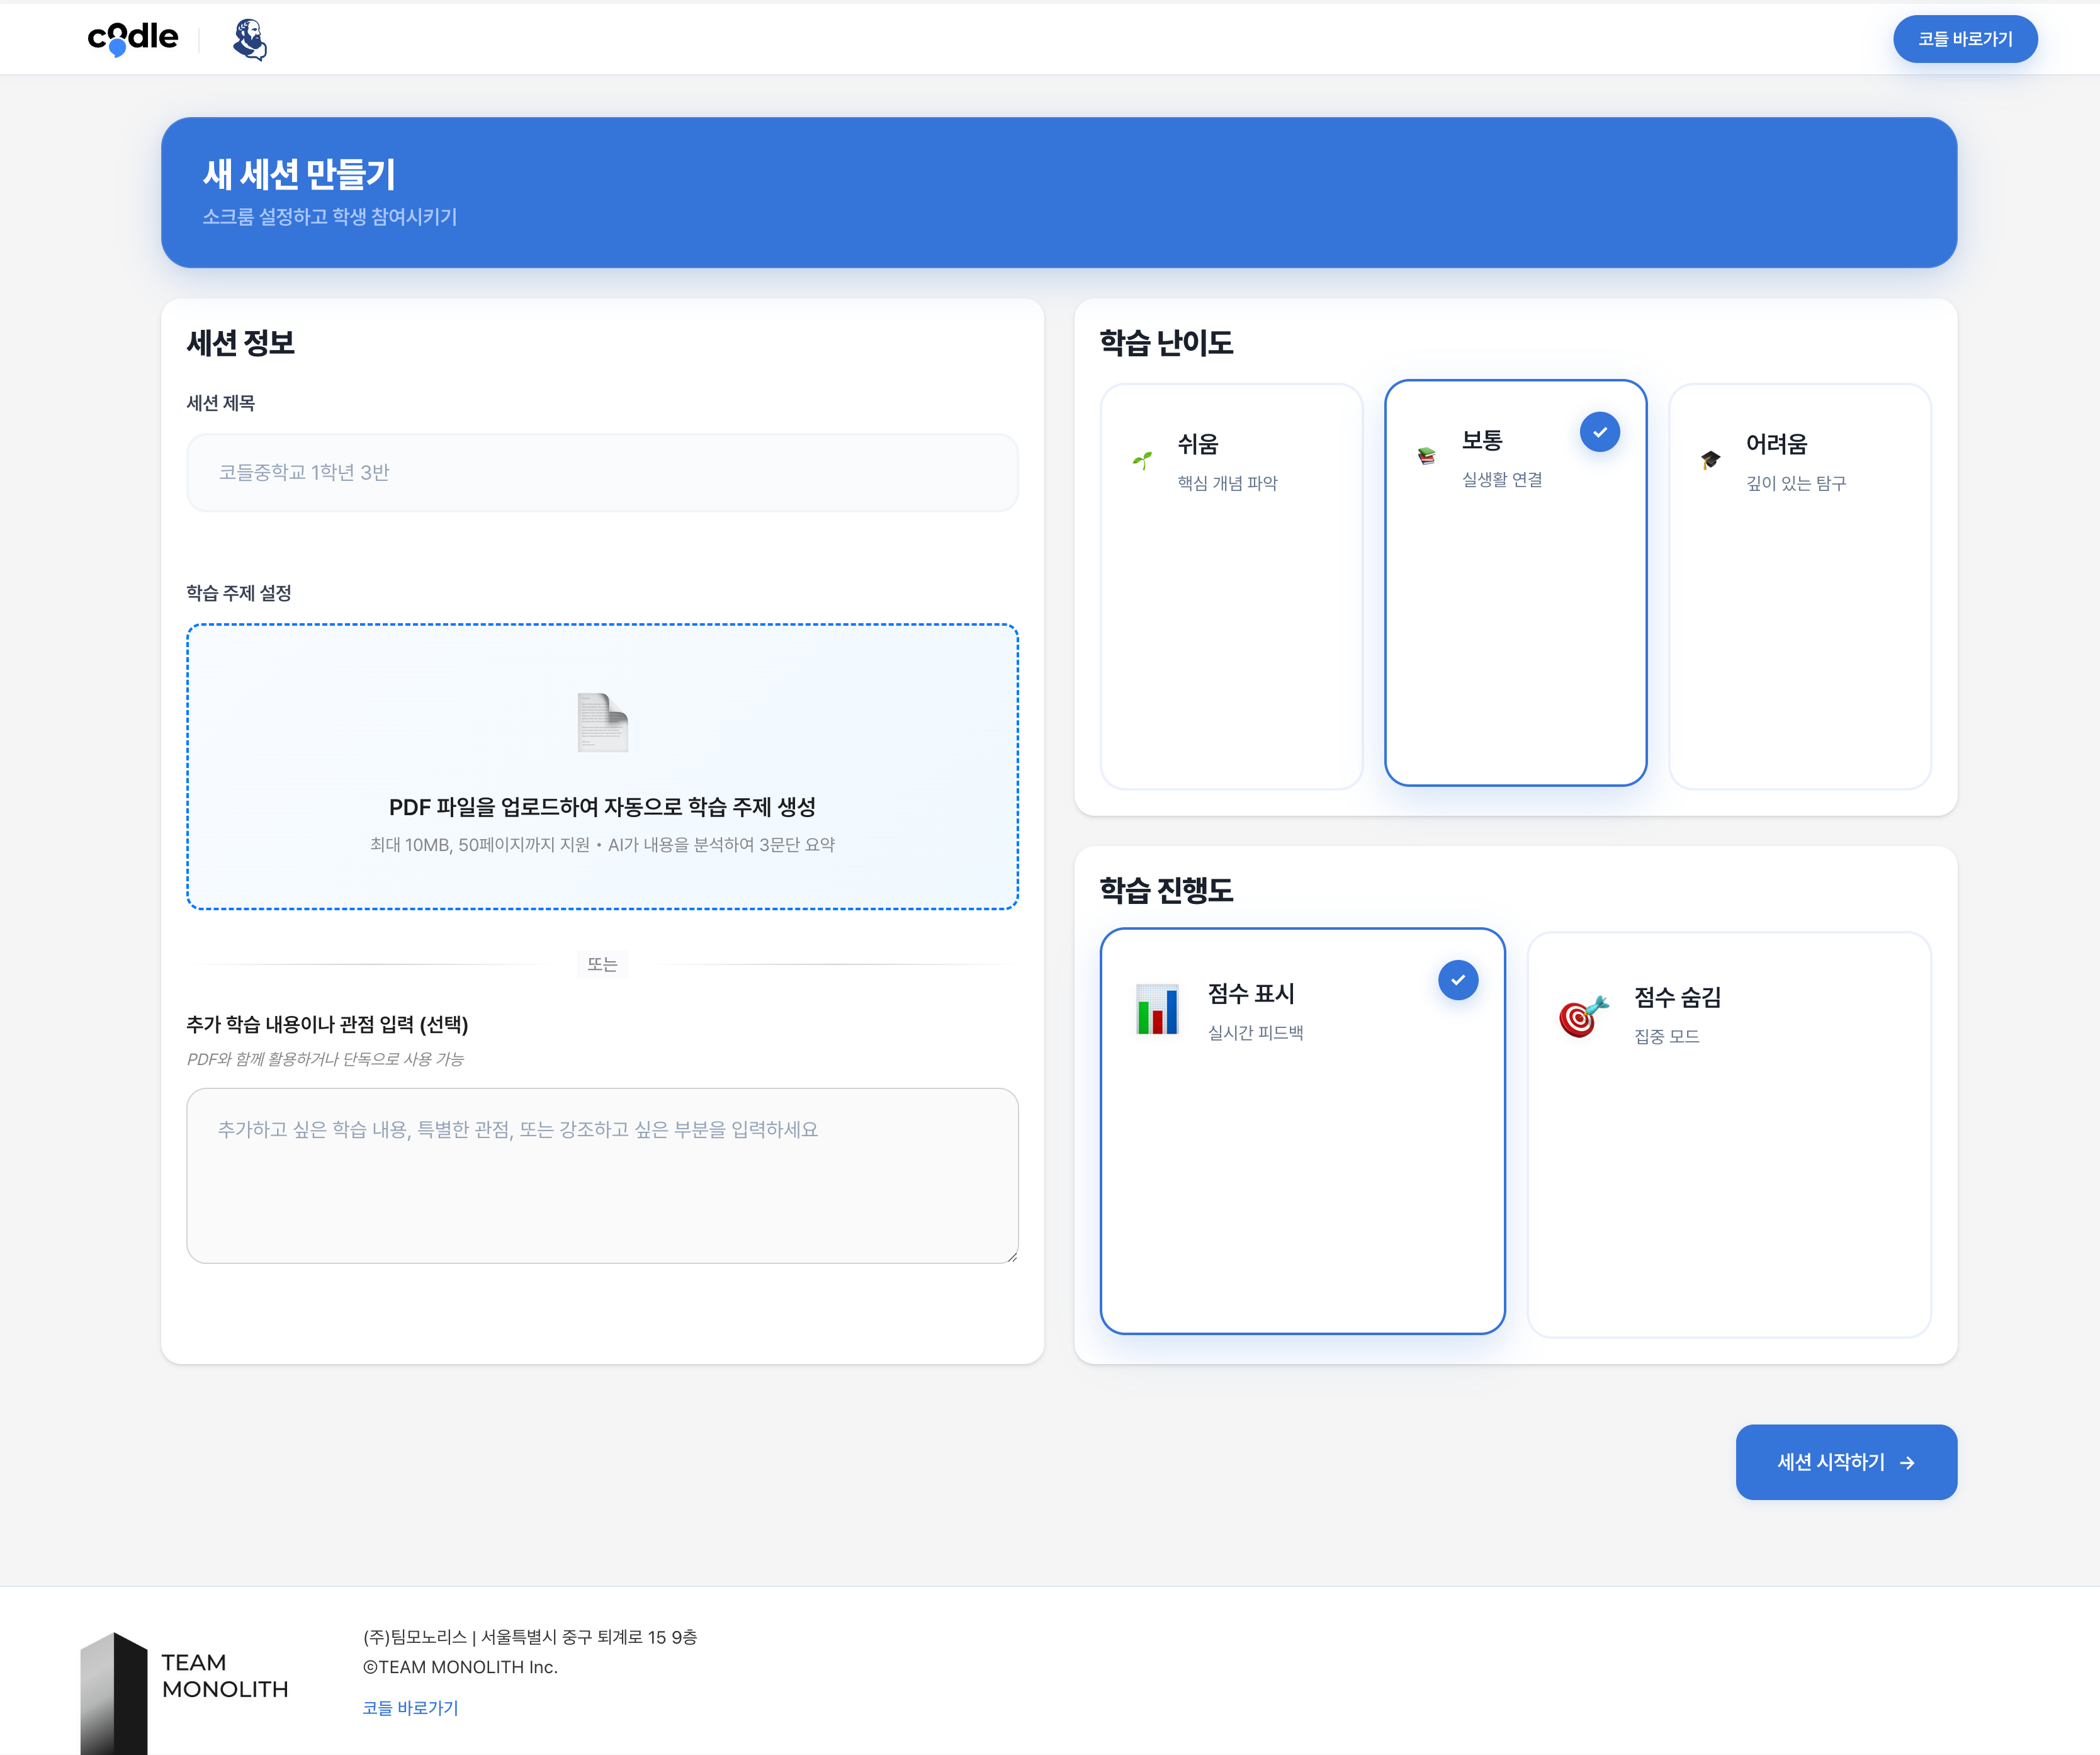 codle
코들 바로가기
새 세션 만들기
소크룸 설정하고 학생 참여시키기
세션 정보
세션 제목
코들중학교 1학년 3반
학습 주제 설정
PDF 파일을 업로드하여 자동으로 학습 주제 생성
최대 10MB, 50페이지까지 지원 • AI가 내용을 분석하여 3문단 요약
또는
추가 학습 내용이나 관점 입력 (선택)
PDF와 함께 활용하거나 단독으로 사용 가능
추가하고 싶은 학습 내용, 특별한 관점, 또는 강조하고 싶은 부분을 입력하세요
학습 난이도
쉬움
핵심 개념 파악
보통
실생활 연결
어려움
깊이 있는 탐구
학습 진행도
점수 표시
실시간 피드백
점수 숨김
집중 모드
세션 시작하기 →
TEAM
MONOLITH
(주)팀모노리스 | 서울특별시 중구 퇴계로 15 9층
©TEAM MONOLITH Inc.
코들 바로가기